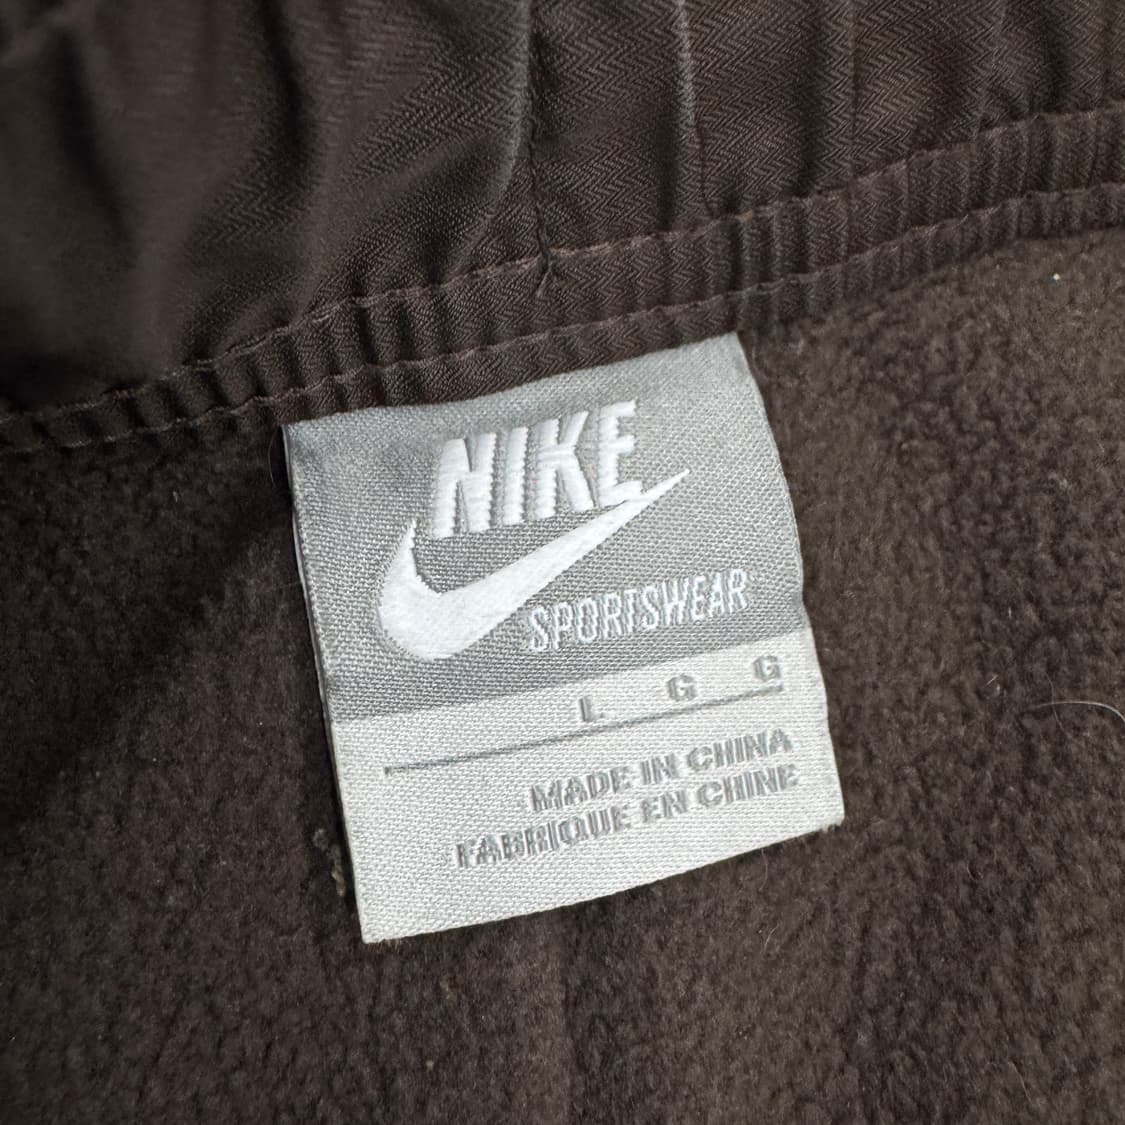 NIKE
SPORTSWEAR
L G G
MADE IN CHINA
FABRIQUE EN CHINE